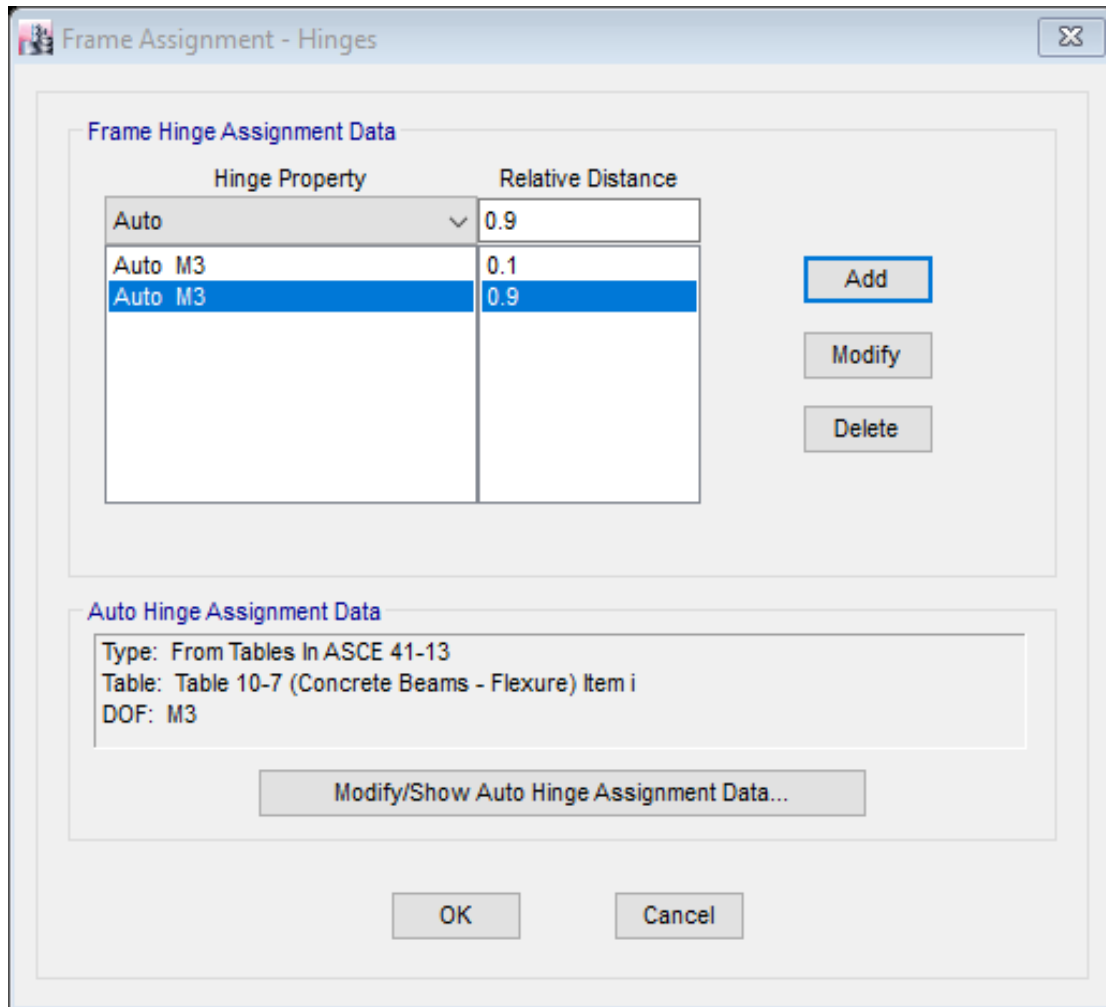 Frame Assignment - Hinges
Frame Hinge Assignment Data
Hinge Property Relative Distance
Auto 0.9
Auto M3 0.1
Auto M3 0.9
Add
Modify
Delete
Auto Hinge Assignment Data
Type: From Tables In ASCE 41-13
Table: Table 10-7 (Concrete Beams - Flexure) Item i
DOF: M3
Modify/Show Auto Hinge Assignment Data...
OK Cancel